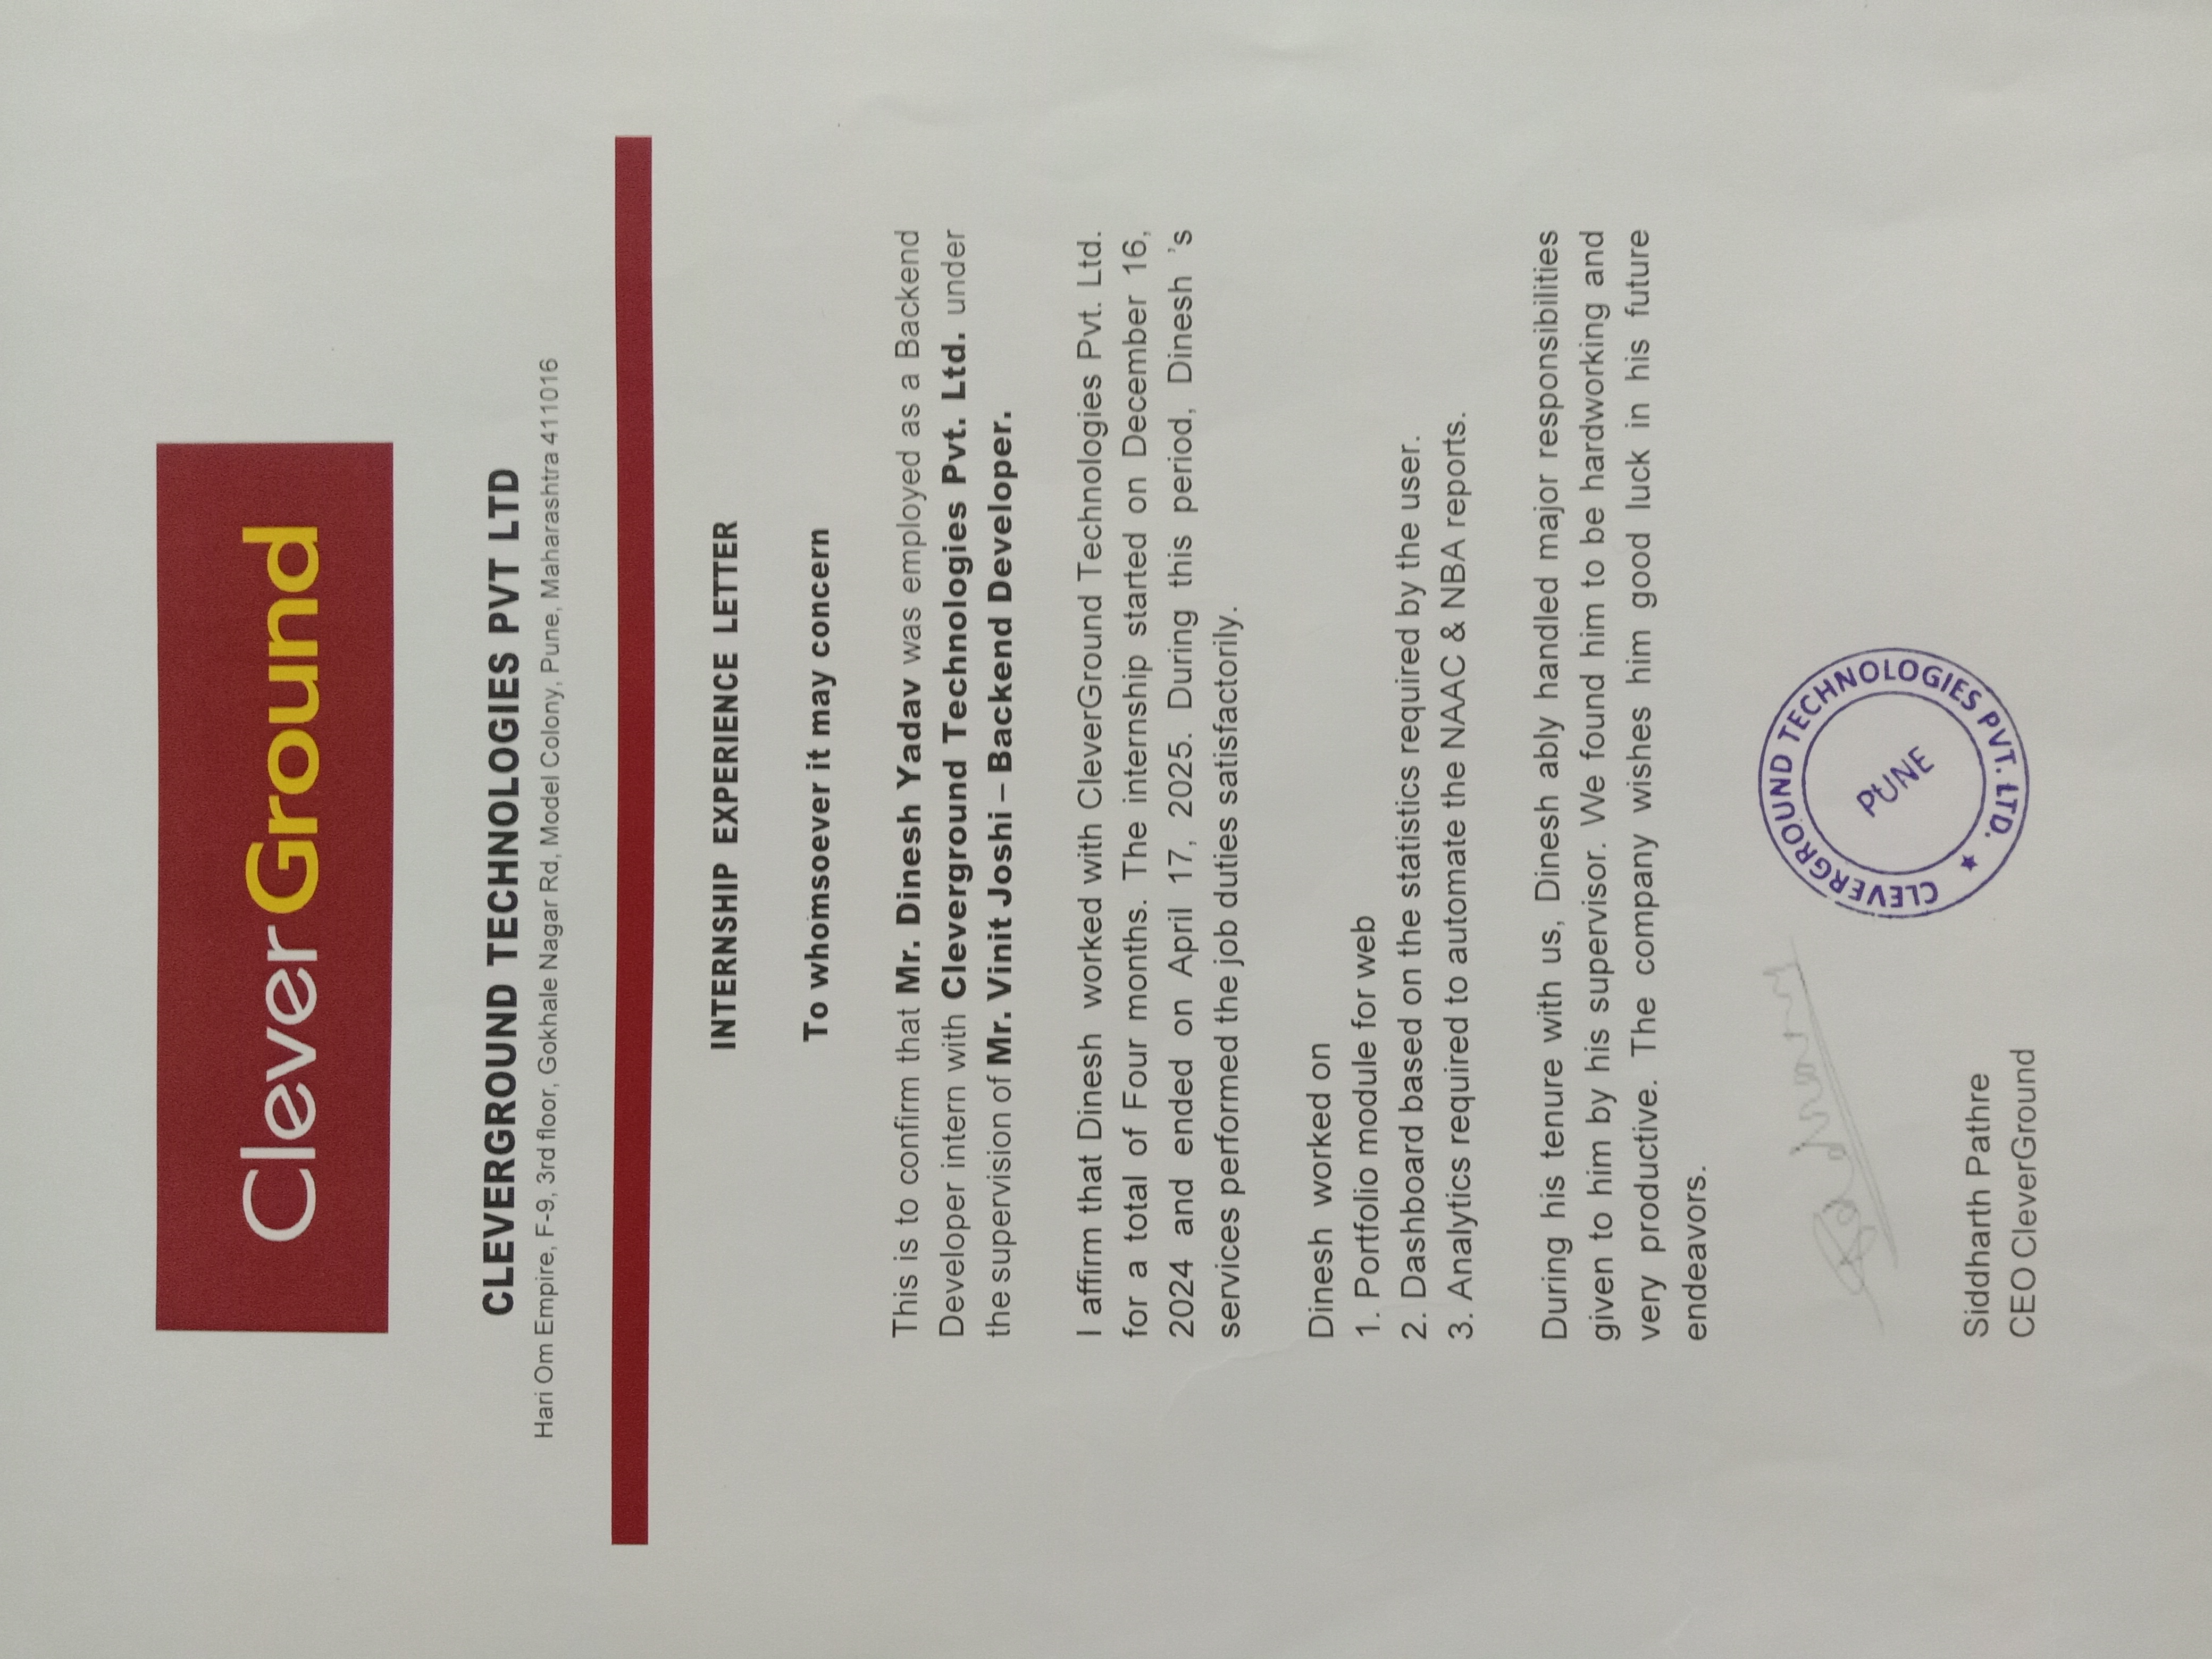 CleverGround
CLEVERGROUND TECHNOLOGIES PVT LTD
Hari Om Empire, F-9, 3rd floor, Gokhale Nagar Rd, Model Colony, Pune, Maharashtra 411016
INTERNSHIP EXPERIENCE LETTER
To whomsoever it may concern
This is to confirm that Mr. Dinesh Yadav was employed as a Backend
Developer intern with Cleverground Technologies Pvt. Ltd. under
the supervision of Mr. Vinit Joshi – Backend Developer.
I affirm that Dinesh  worked with CleverGround Technologies Pvt. Ltd.
for a total of Four months. The internship started on December 16,
2024 and ended on April 17, 2025. During this period, Dinesh ’s
services performed the job duties satisfactorily.
Dinesh  worked on
1. Portfolio module for web
2. Dashboard based on the statistics required by the user.
3. Analytics required to automate the NAAC & NBA reports.
During his tenure with us, Dinesh ably handled major responsibilities
given to him by his supervisor. We found him to be hardworking and
very productive. The company wishes him good luck in his future
endeavors.
CLEVERGROUND TECHNOLOGIES PVT. LTD. ★
PUNE
Siddharth Pathre
CEO CleverGround